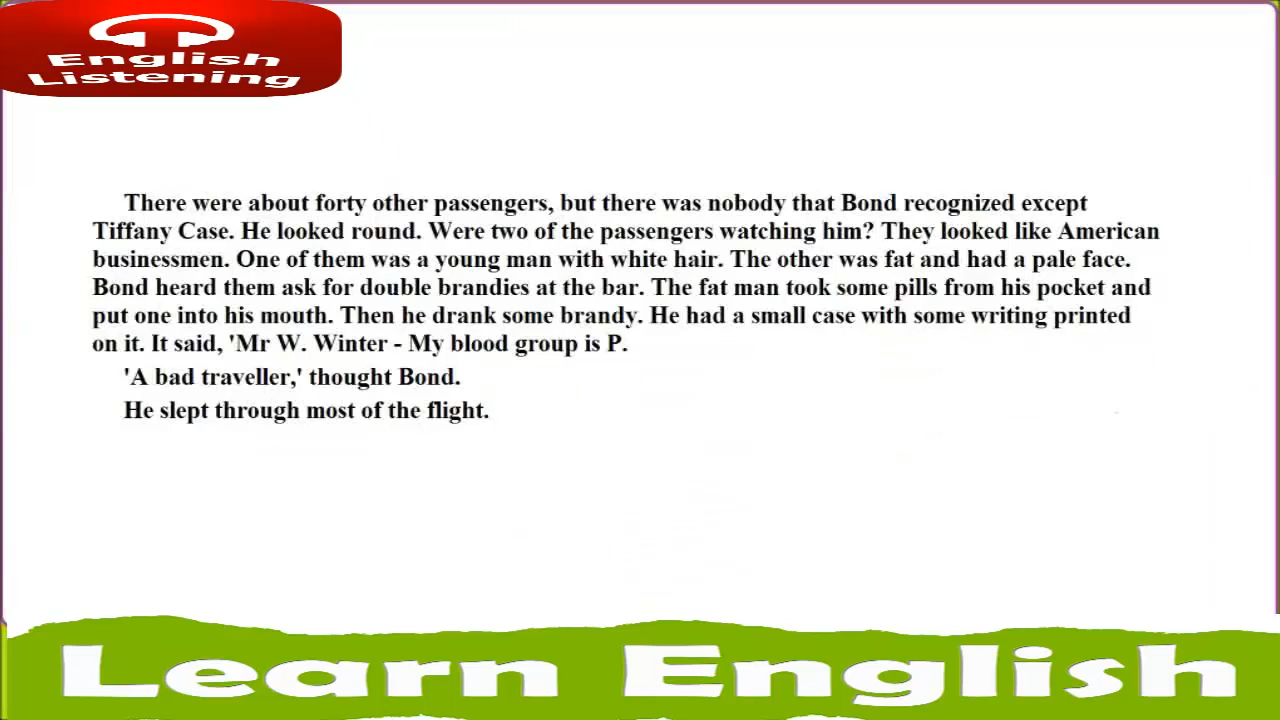 English
Listening
There were about forty other passengers, but there was nobody that Bond recognized except
Tiffany Case. He looked round. Were two of the passengers watching him? They looked like American
businessmen. One of them was a young man with white hair. The other was fat and had a pale face.
Bond heard them ask for double brandies at the bar. The fat man took some pills from his pocket and
put one into his mouth. Then he drank some brandy. He had a small case with some writing printed
on it. It said, 'Mr W. Winter - My blood group is P.
'A bad traveller,' thought Bond.
He slept through most of the flight.
Learn English